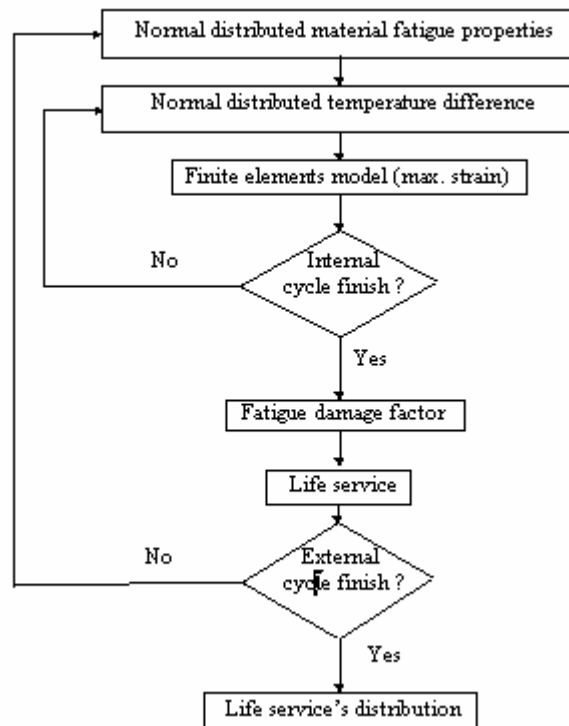 Normal distributed material fatigue properties
Normal distributed temperature difference
Finite elements model (max. strain)
No
Internal
cycle finish ?
Yes
Fatigue damage factor
Life service
No
External
cycle finish ?
Yes
Life service's distribution